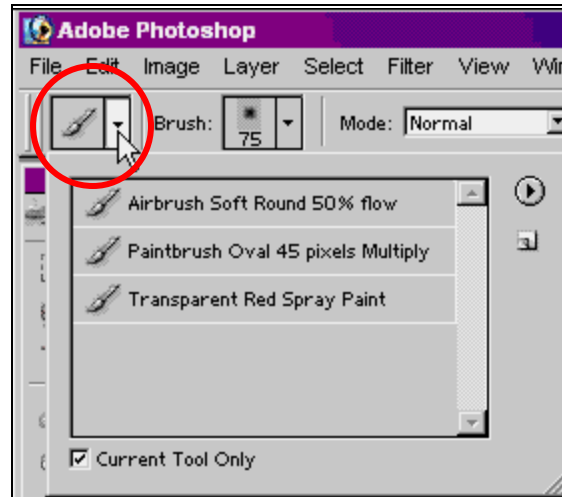 Adobe Photoshop
File Edit Image Layer Select Filter View
Brush: 75 Mode: Normal
Airbrush Soft Round 50% flow
Paintbrush Oval 45 pixels Multiply
Transparent Red Spray Paint
Current Tool Only